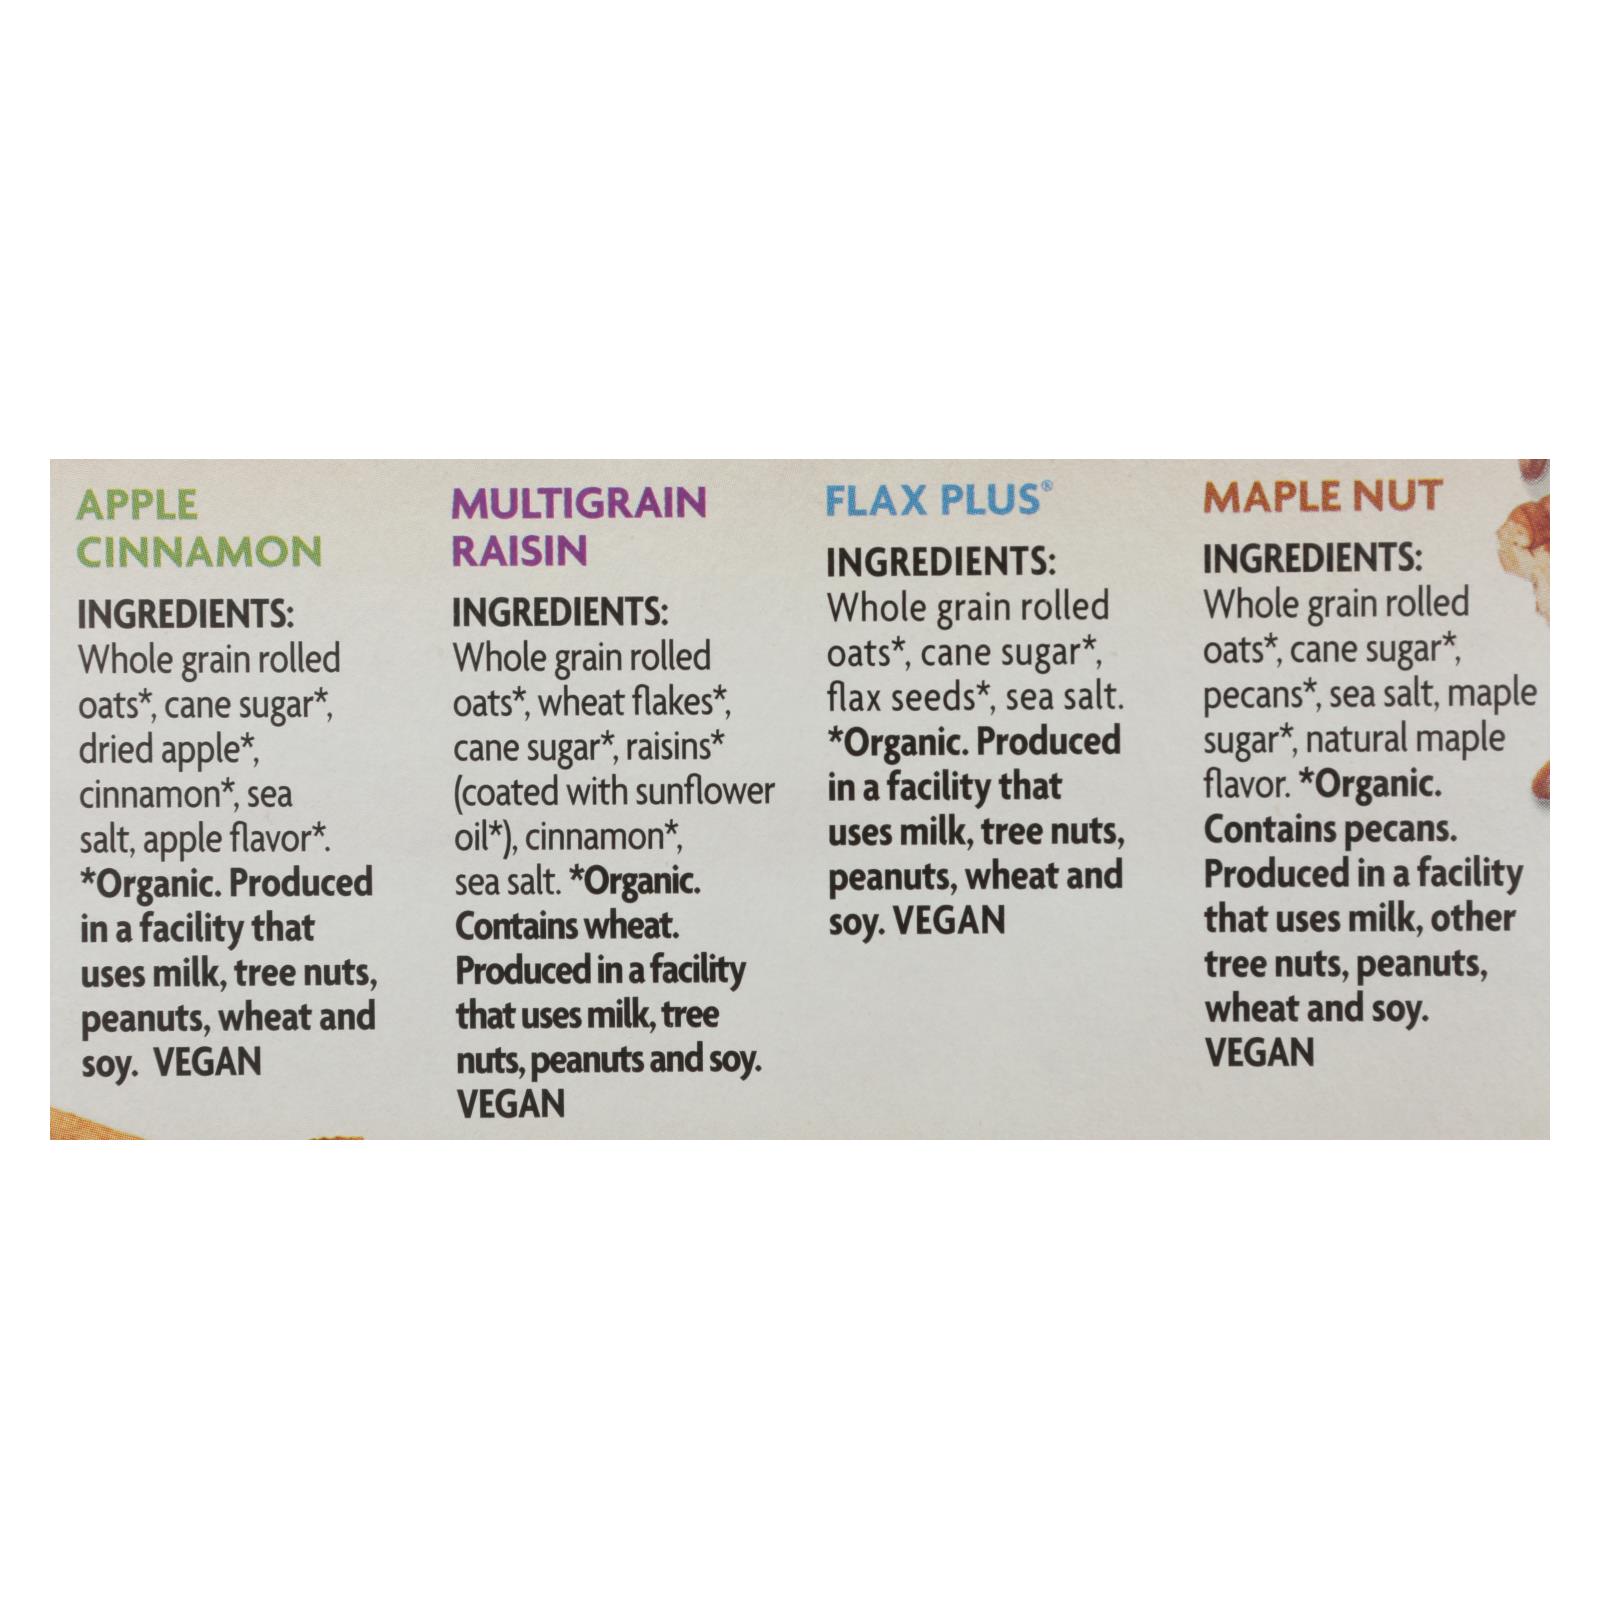 APPLE
CINNAMON
INGREDIENTS:
Whole grain rolled
oats*, cane sugar*,
dried apple*,
cinnamon*, sea
salt, apple flavor*.
*Organic. Produced
in a facility that
uses milk, tree nuts,
peanuts, wheat and
soy. VEGAN
MULTIGRAIN
RAISIN
INGREDIENTS:
Whole grain rolled
oats*, wheat flakes*,
cane sugar*, raisins*
(coated with sunflower
oil*), cinnamon*,
sea salt. *Organic.
Contains wheat.
Produced in a facility
that uses milk, tree
nuts, peanuts and soy.
VEGAN
FLAX PLUS®
INGREDIENTS:
Whole grain rolled
oats*, cane sugar*,
flax seeds*, sea salt.
*Organic. Produced
in a facility that
uses milk, tree nuts,
peanuts, wheat and
soy. VEGAN
MAPLE NUT
INGREDIENTS:
Whole grain rolled
oats*, cane sugar*,
pecans*, sea salt, maple
sugar*, natural maple
flavor. *Organic.
Contains pecans.
Produced in a facility
that uses milk, other
tree nuts, peanuts,
wheat and soy.
VEGAN